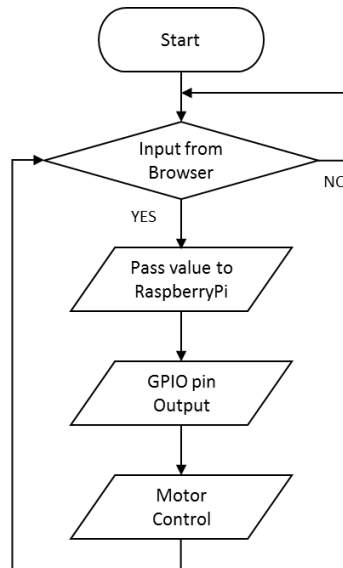 Start
Input from
Browser
NO
YES
Pass value to
RaspberryPi
GPIO pin
Output
Motor
Control